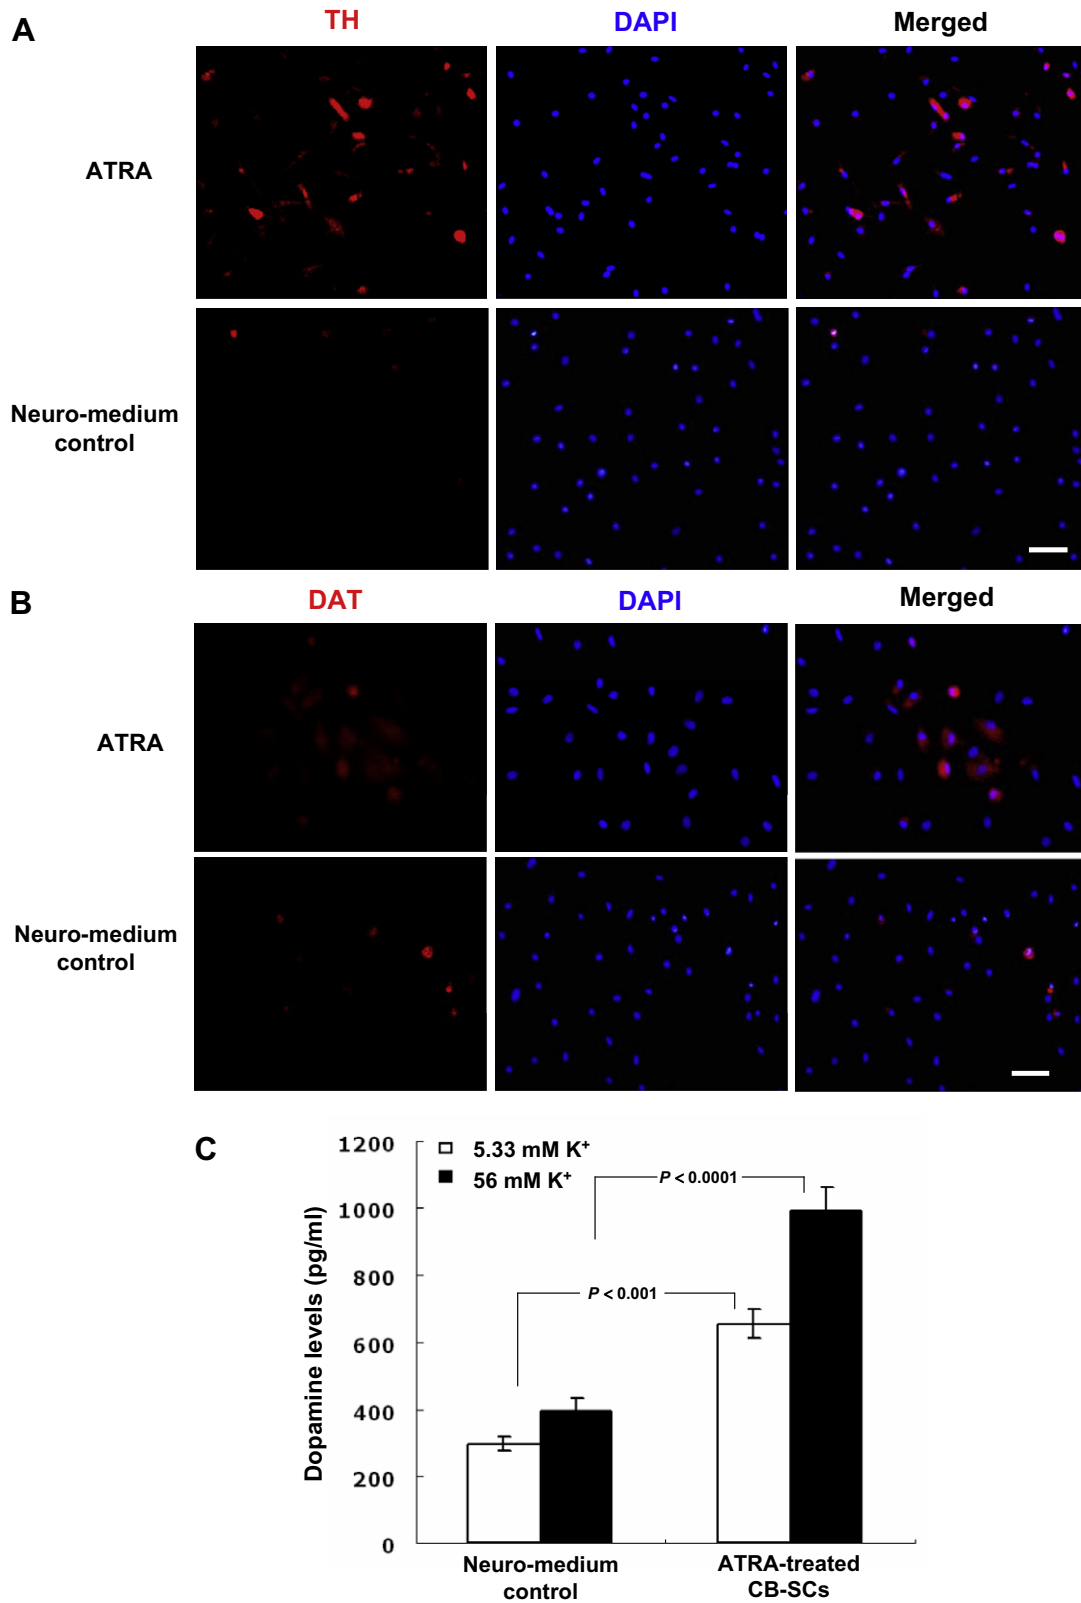 A
TH
DAPI
Merged
ATRA
Neuro-medium
control
B
DAT
DAPI
Merged
ATRA
Neuro-medium
control
C
1200
1000
800
600
400
200
0
Dopamine levels (pg/ml)
5.33 mM K⁺
56 mM K⁺
P < 0.0001
P < 0.001
Neuro-medium
control
ATRA-treated
CB-SCs